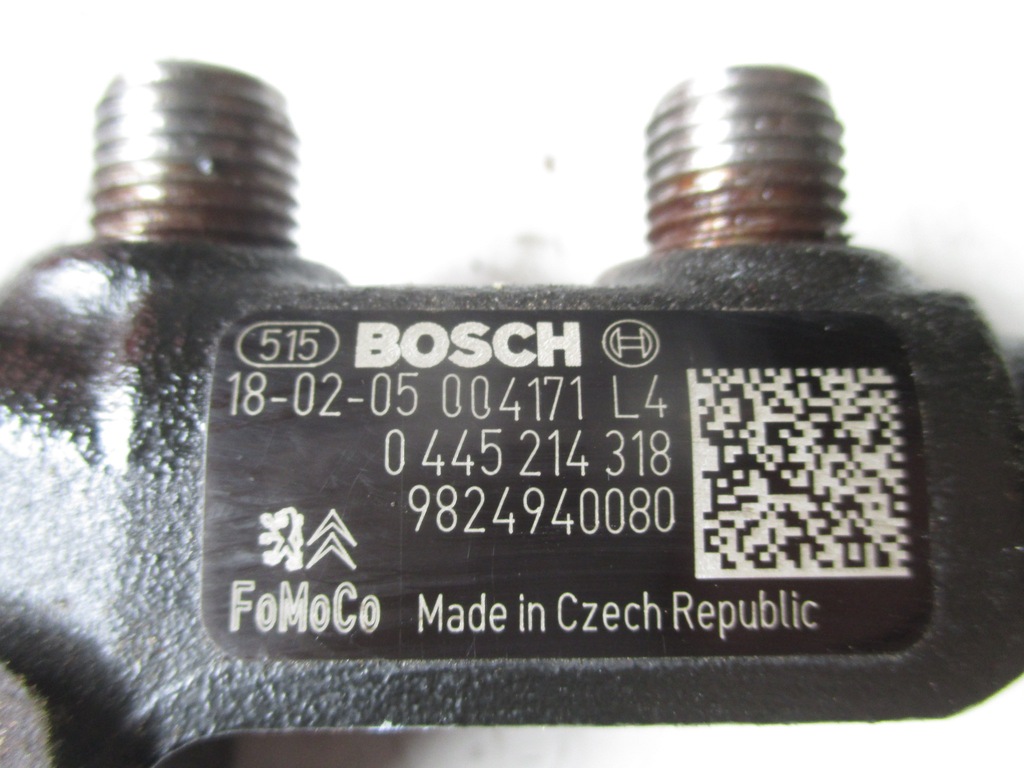 515 BOSCH
18-02-05 004171 L4
0 445 214 318
9824940080
FoMoCo Made in Czech Republic